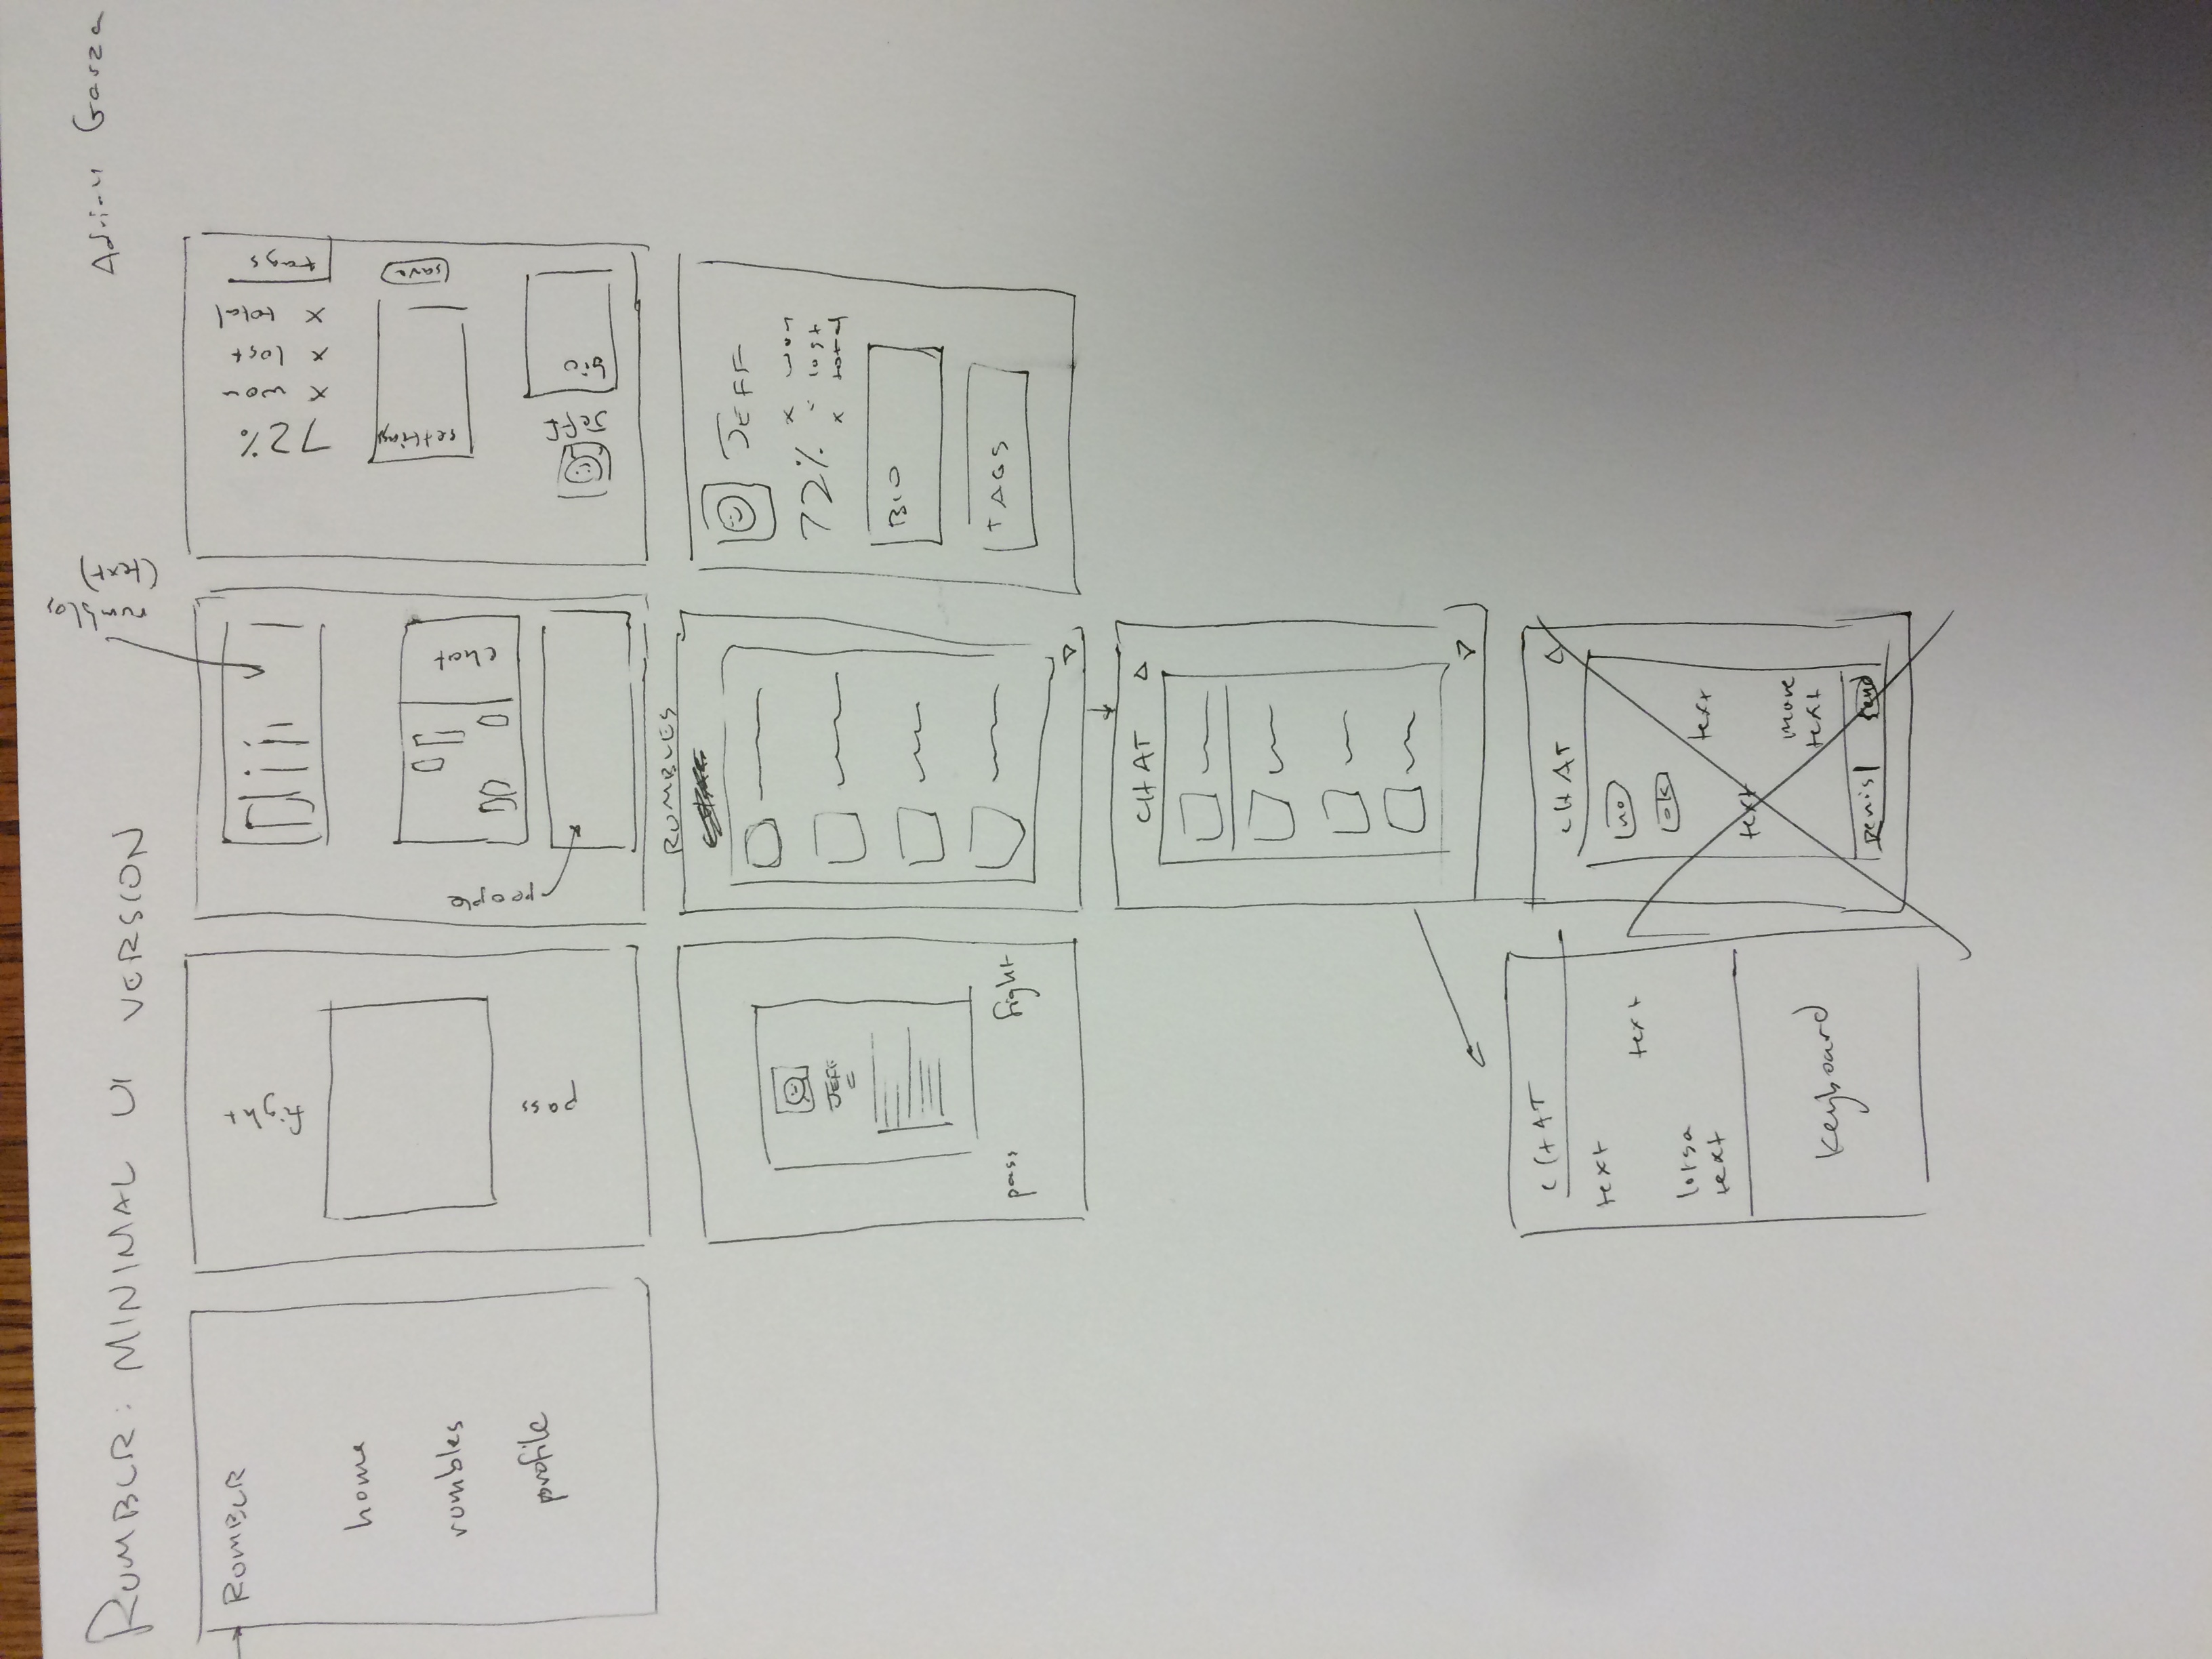 RUMBLR: MINIMAL UI VERSION
Adrian Garza
rumbles
(text)
RUMBLR
home
rumbles
profile
fight
pass
people
chat
72%
x won
x lost
x total
tags
settings
save
Jeff
bio
JEFF
pass
fight
RUMBLES
JEFF
72%
x won
x lost
x total
BIO
TAGS
CHAT
CHAT
text
text
lotsa
text
keyboard
CHAT
no
ok
text
text
more
text
penis|
send